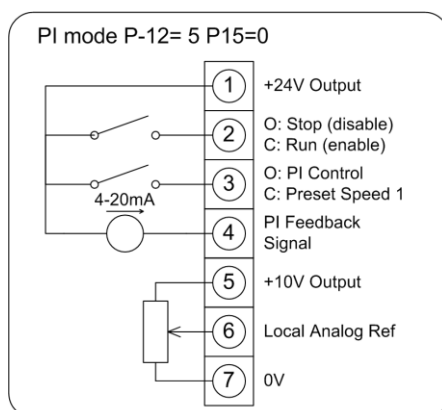 PI mode P-12= 5 P15=0
1
+24V Output
2
O: Stop (disable)
C: Run (enable)
3
O: PI Control
C: Preset Speed 1
4-20mA
4
PI Feedback
Signal
5
+10V Output
6
Local Analog Ref
7
0V